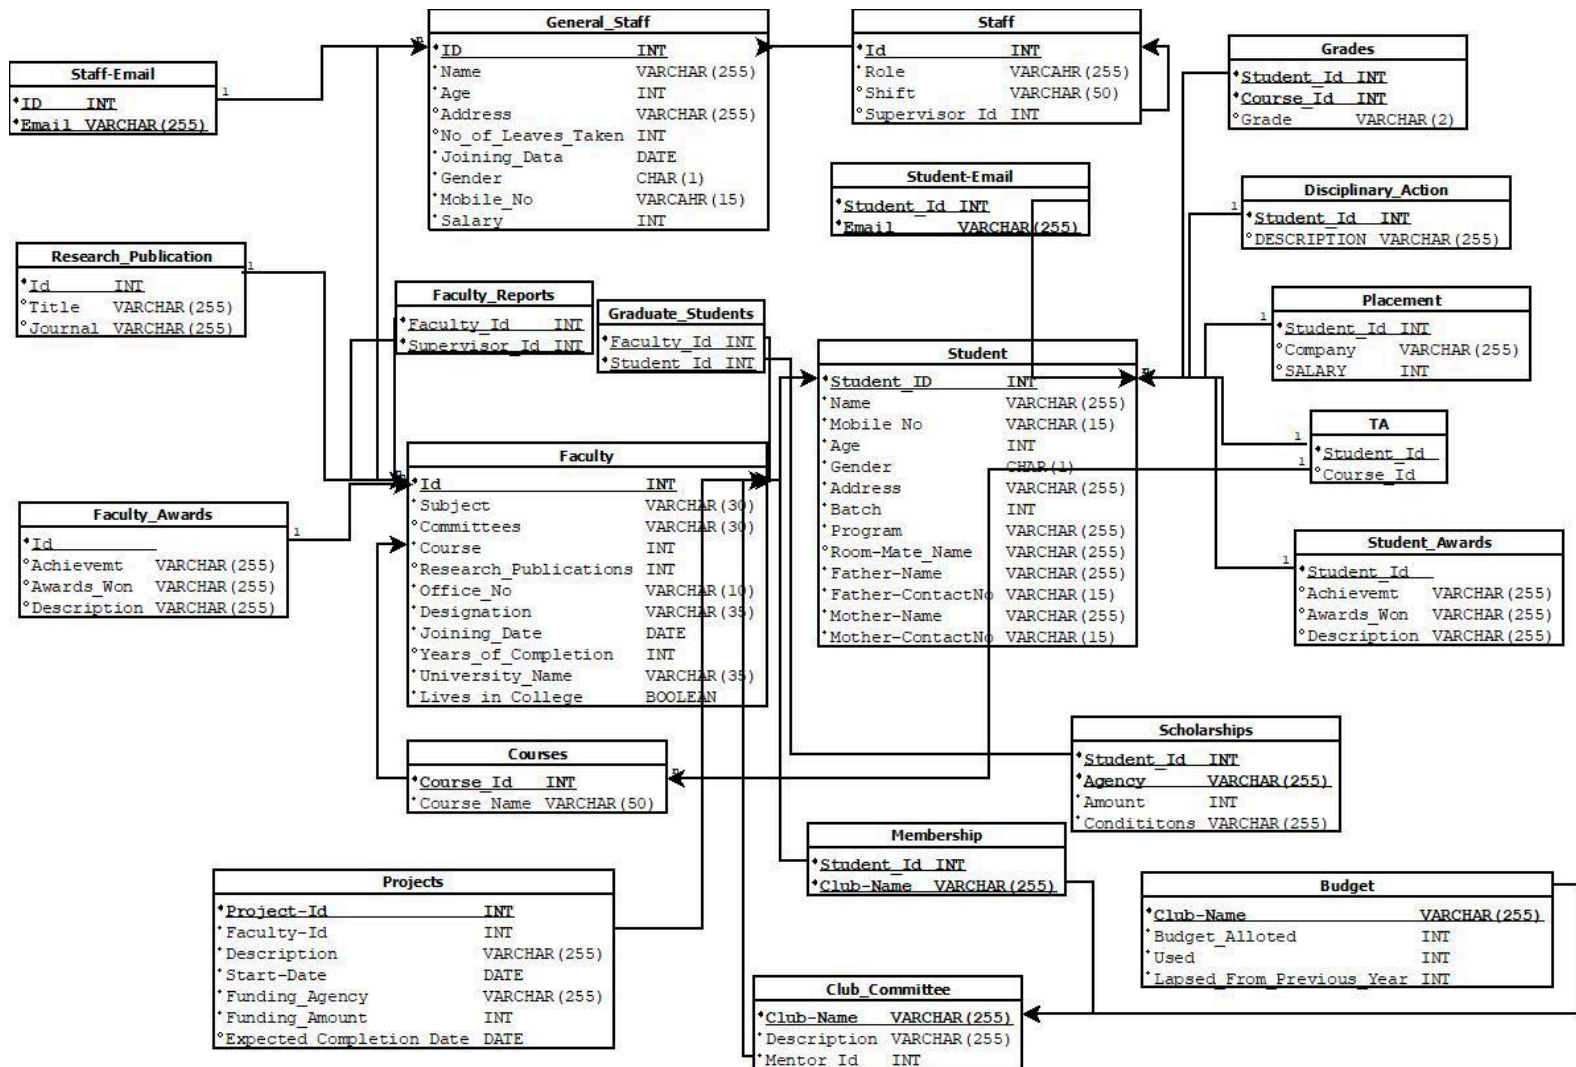 General_Staff
ID INT
Name VARCHAR(255)
Age INT
Address VARCHAR(255)
No_of_Leaves_Taken INT
Joining_Data DATE
Gender CHAR(1)
Mobile_No VARCAHR(15)
Salary INT
Staff
Id INT
Role VARCAHR(255)
Shift VARCHAR(50)
Supervisor_Id INT
Grades
Student_Id INT
Course_Id INT
Grade VARCHAR(2)
Staff-Email
ID INT
Email VARCHAR(255)
1
n
Student-Email
Student_Id INT
Email VARCHAR(255)
Disciplinary_Action
Student_Id INT
DESCRIPTION VARCHAR(255)
1
Research_Publication
Id INT
Title VARCHAR(255)
Journal VARCHAR(255)
1
Faculty_Reports
Faculty_Id INT
Supervisor_Id INT
Graduate_Students
Faculty_Id INT
Student_Id INT
Placement
Student_Id INT
Company VARCHAR(255)
SALARY INT
1
Student
Student_ID INT
Name VARCHAR(255)
Mobile No VARCHAR(15)
Age INT
Gender CHAR(1)
Address VARCHAR(255)
Batch INT
Program VARCHAR(255)
Room-Mate_Name VARCHAR(255)
Father-Name VARCHAR(255)
Father-ContactNo VARCHAR(15)
Mother-Name VARCHAR(255)
Mother-ContactNo VARCHAR(15)
n
TA
Student_Id
Course_Id
1
1
Faculty
Id INT
Subject VARCHAR(30)
Committees VARCHAR(30)
Course INT
Research_Publications INT
Office_No VARCHAR(10)
Designation VARCHAR(35)
Joining_Date DATE
Years_of_Completion INT
University_Name VARCHAR(35)
Lives in College BOOLEAN
n
Faculty_Awards
Id
Achievemt VARCHAR(255)
Awards_Won VARCHAR(255)
Description VARCHAR(255)
1
Student_Awards
Student_Id
Achievemt VARCHAR(255)
Awards_Won VARCHAR(255)
Description VARCHAR(255)
1
Courses
Course_Id INT
Course_Name VARCHAR(50)
n
Scholarships
Student_Id INT
Agency VARCHAR(255)
Amount INT
Condititons VARCHAR(255)
Membership
Student_Id INT
Club-Name VARCHAR(255)
Projects
Project-Id INT
Faculty-Id INT
Description VARCHAR(255)
Start-Date DATE
Funding_Agency VARCHAR(255)
Funding_Amount INT
Expected_Completion_Date DATE
Budget
Club-Name VARCHAR(255)
Budget_Alloted INT
Used INT
Lapsed_From_Previous_Year INT
Club_Committee
Club-Name VARCHAR(255)
Description VARCHAR(255)
Mentor_Id INT